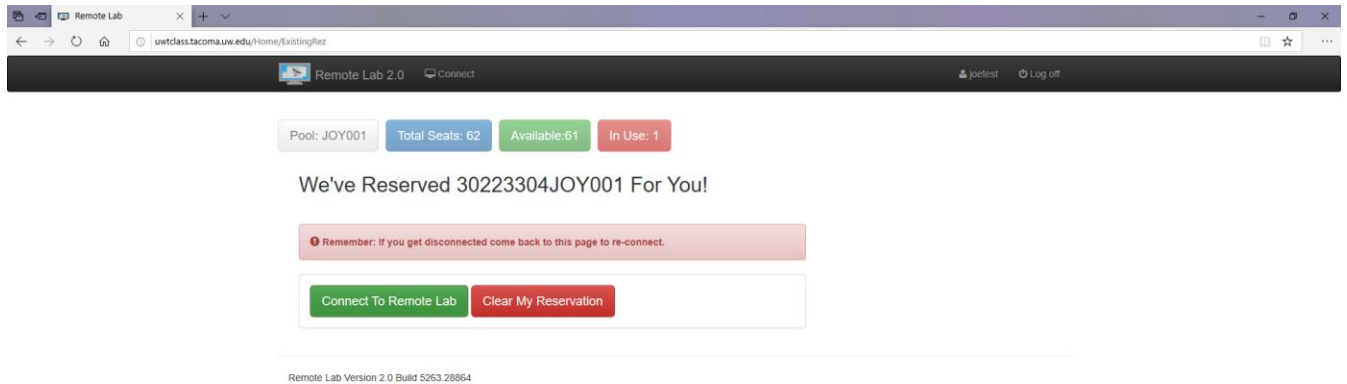 Remote Lab
uwtclass.tacoma.uw.edu/Home/ExistingRez
Remote Lab 2.0 Connect joetest Log off
Pool: JOY001 Total Seats: 62 Available:61 In Use: 1
We've Reserved 30223304JOY001 For You!
Remember: If you get disconnected come back to this page to re-connect.
Connect To Remote Lab Clear My Reservation
Remote Lab Version 2.0 Build 5263.28864